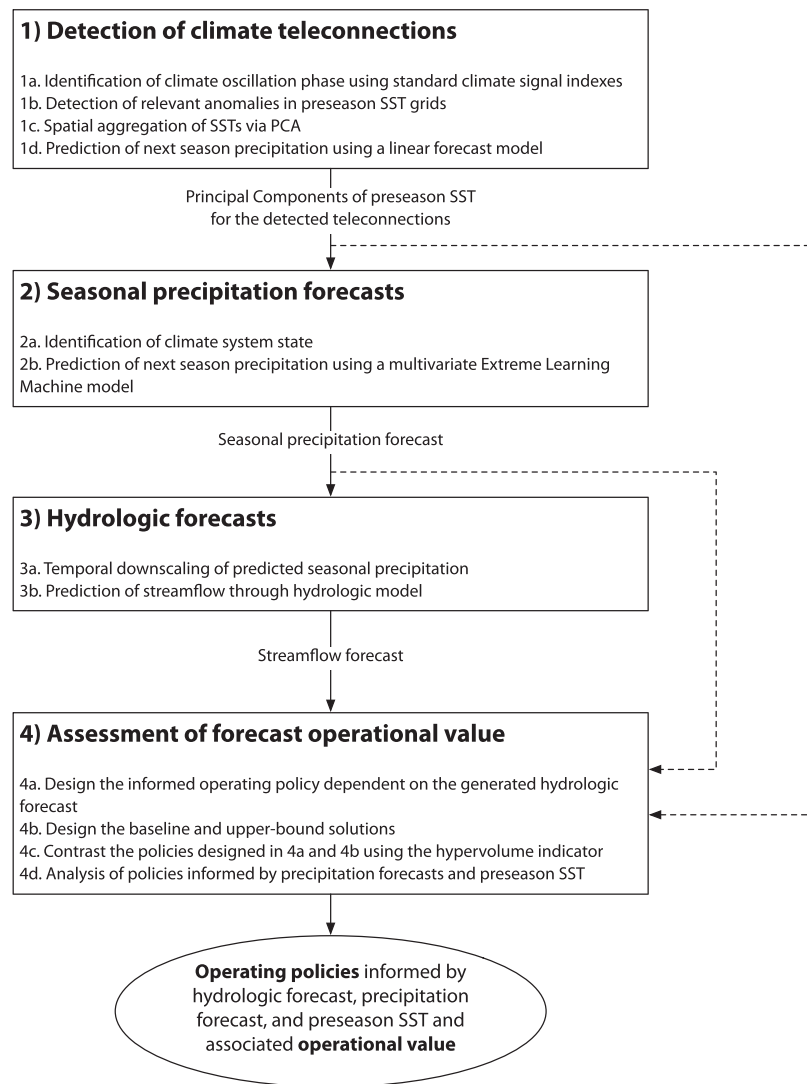 1) Detection of climate teleconnections
1a. Identification of climate oscillation phase using standard climate signal indexes
1b. Detection of relevant anomalies in preseason SST grids
1c. Spatial aggregation of SSTs via PCA
1d. Prediction of next season precipitation using a linear forecast model
Principal Components of preseason SST
for the detected teleconnections
2) Seasonal precipitation forecasts
2a. Identification of climate system state
2b. Prediction of next season precipitation using a multivariate Extreme Learning
Machine model
Seasonal precipitation forecast
3) Hydrologic forecasts
3a. Temporal downscaling of predicted seasonal precipitation
3b. Prediction of streamflow through hydrologic model
Streamflow forecast
4) Assessment of forecast operational value
4a. Design the informed operating policy dependent on the generated hydrologic
forecast
4b. Design the baseline and upper-bound solutions
4c. Contrast the policies designed in 4a and 4b using the hypervolume indicator
4d. Analysis of policies informed by precipitation forecasts and preseason SST
Operating policies informed by
hydrologic forecast, precipitation
forecast, and preseason SST and
associated operational value